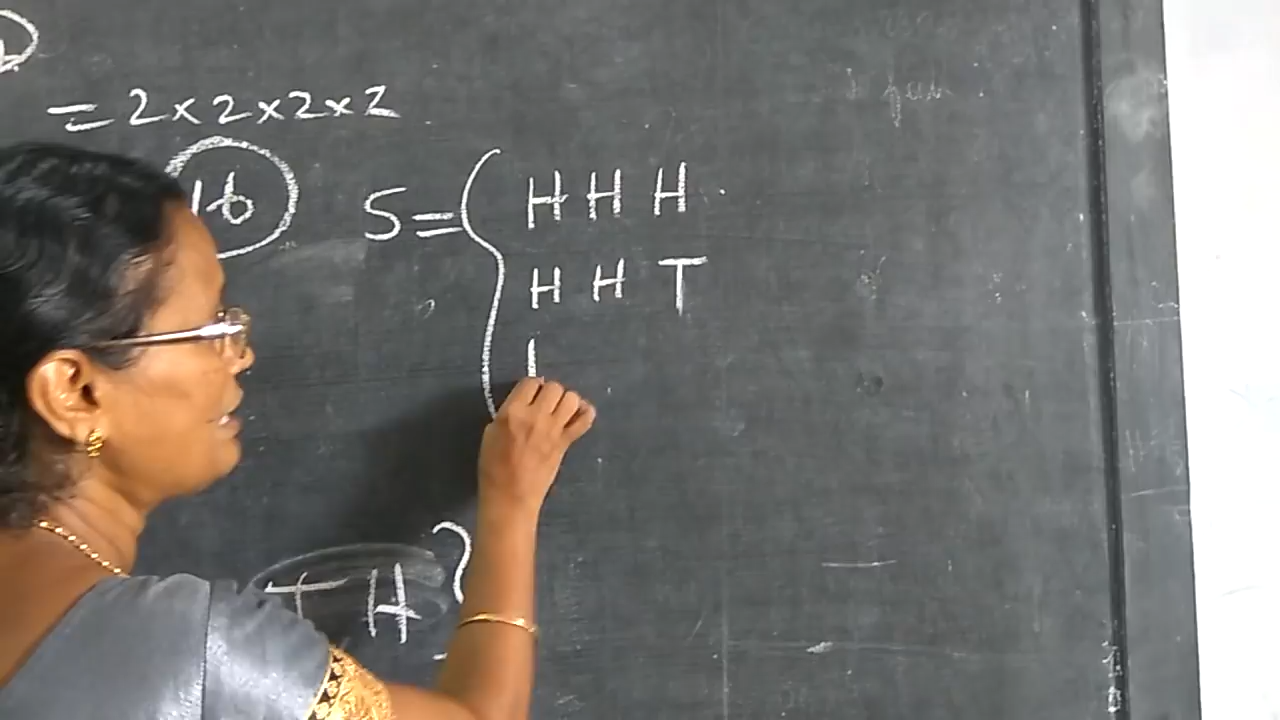 = 2 × 2 × 2 × 2
16
S = { H H H
H H T
T H }